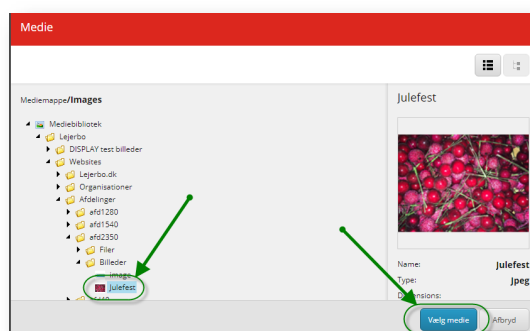 Medie
Mediemappe/Images
Mediebibliotek
Lejerbo
DISPLAY test billeder
Websites
Lejerbo.dk
Organisationer
Afdelinger
afd1280
afd1540
afd2350
Filer
Billeder
image
Julefest
Julefest
Name: Julefest
Type: Jpeg
Dimensions:
Vælg medie Afbryd